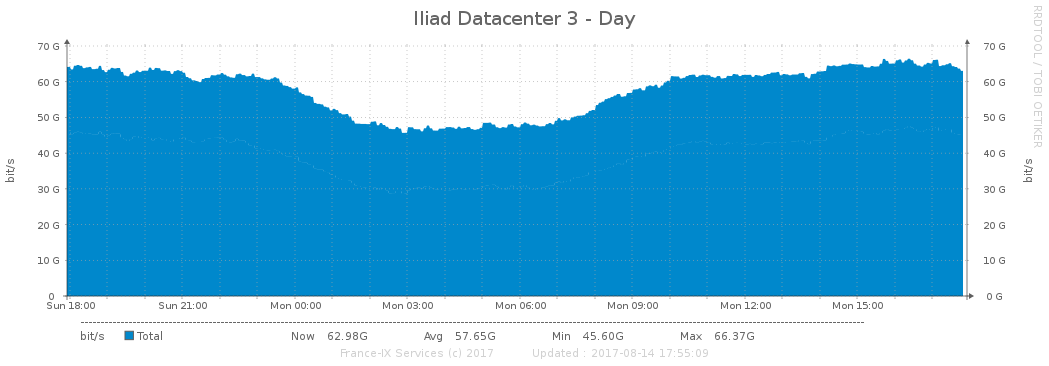 Iliad Datacenter 3 - Day
RRDTOOL / TOBI OETIKER
bit/s
bit/s
70 G 70 G
60 G 60 G
50 G 50 G
40 G 40 G
30 G 30 G
20 G 20 G
10 G 10 G
0 0 G
Sun 18:00 Sun 21:00 Mon 00:00 Mon 03:00 Mon 06:00 Mon 09:00 Mon 12:00 Mon 15:00
bit/s Total Now 62.98G Avg 57.65G Min 45.60G Max 66.37G
France-IX Services (c) 2017 Updated : 2017-08-14 17:55:09